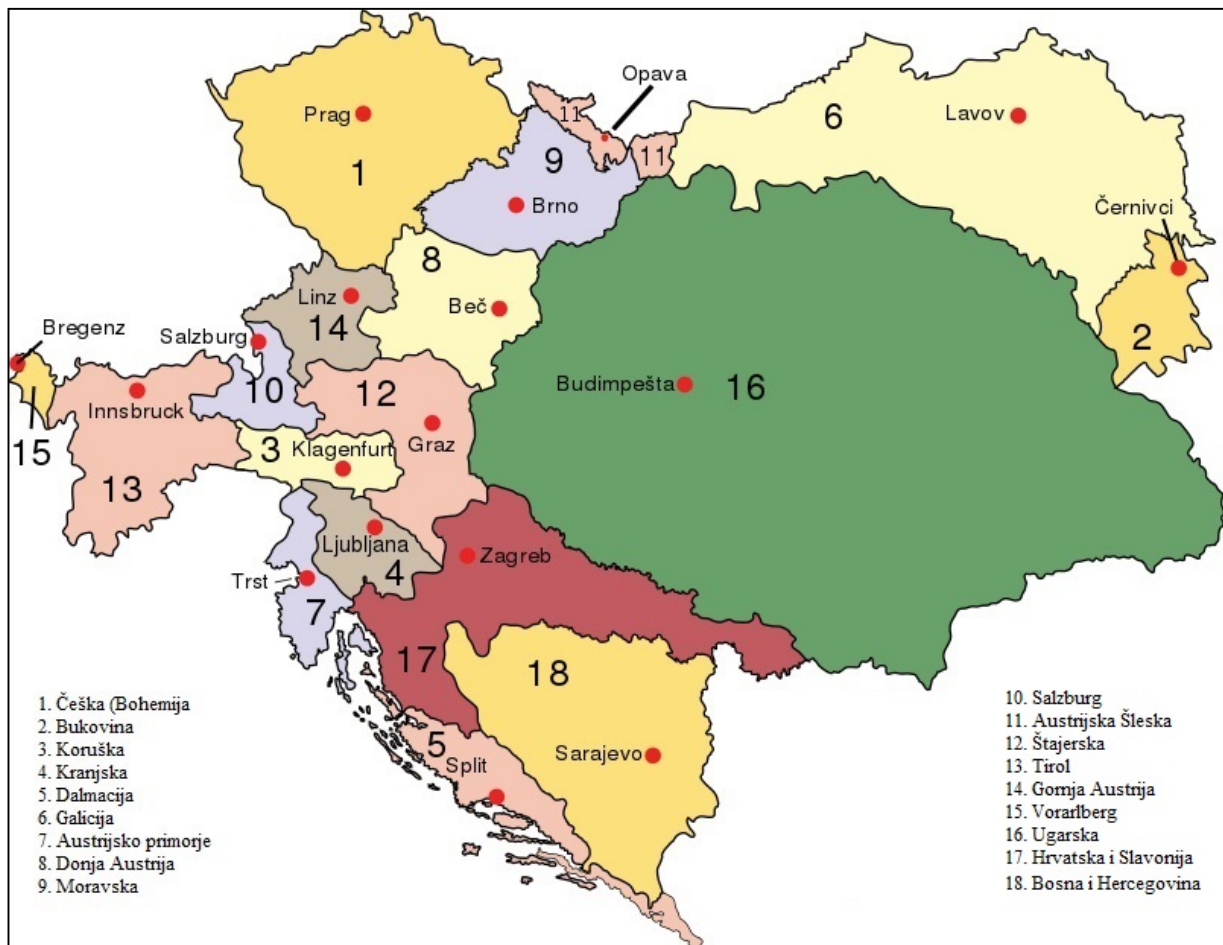 Opava
11
Prag
6
Lavov
1
9
11
Brno
Černivci
8
Linz
Beč
Bregenz
Salzburg
14
2
Innsbruck
10
12
Budimpešta
16
15
3
Klagenfurt
Graz
13
Ljubljana
Zagreb
4
Trst
7
17
18
5
Split
Sarajevo
1. Češka (Bohemija
2. Bukovina
3. Koruška
4. Kranjska
5. Dalmacija
6. Galicija
7. Austrijsko primorje
8. Donja Austrija
9. Moravska
10. Salzburg
11. Austrijska Šleska
12. Štajerska
13. Tirol
14. Gornja Austrija
15. Vorarlberg
16. Ugarska
17. Hrvatska i Slavonija
18. Bosna i Hercegovina